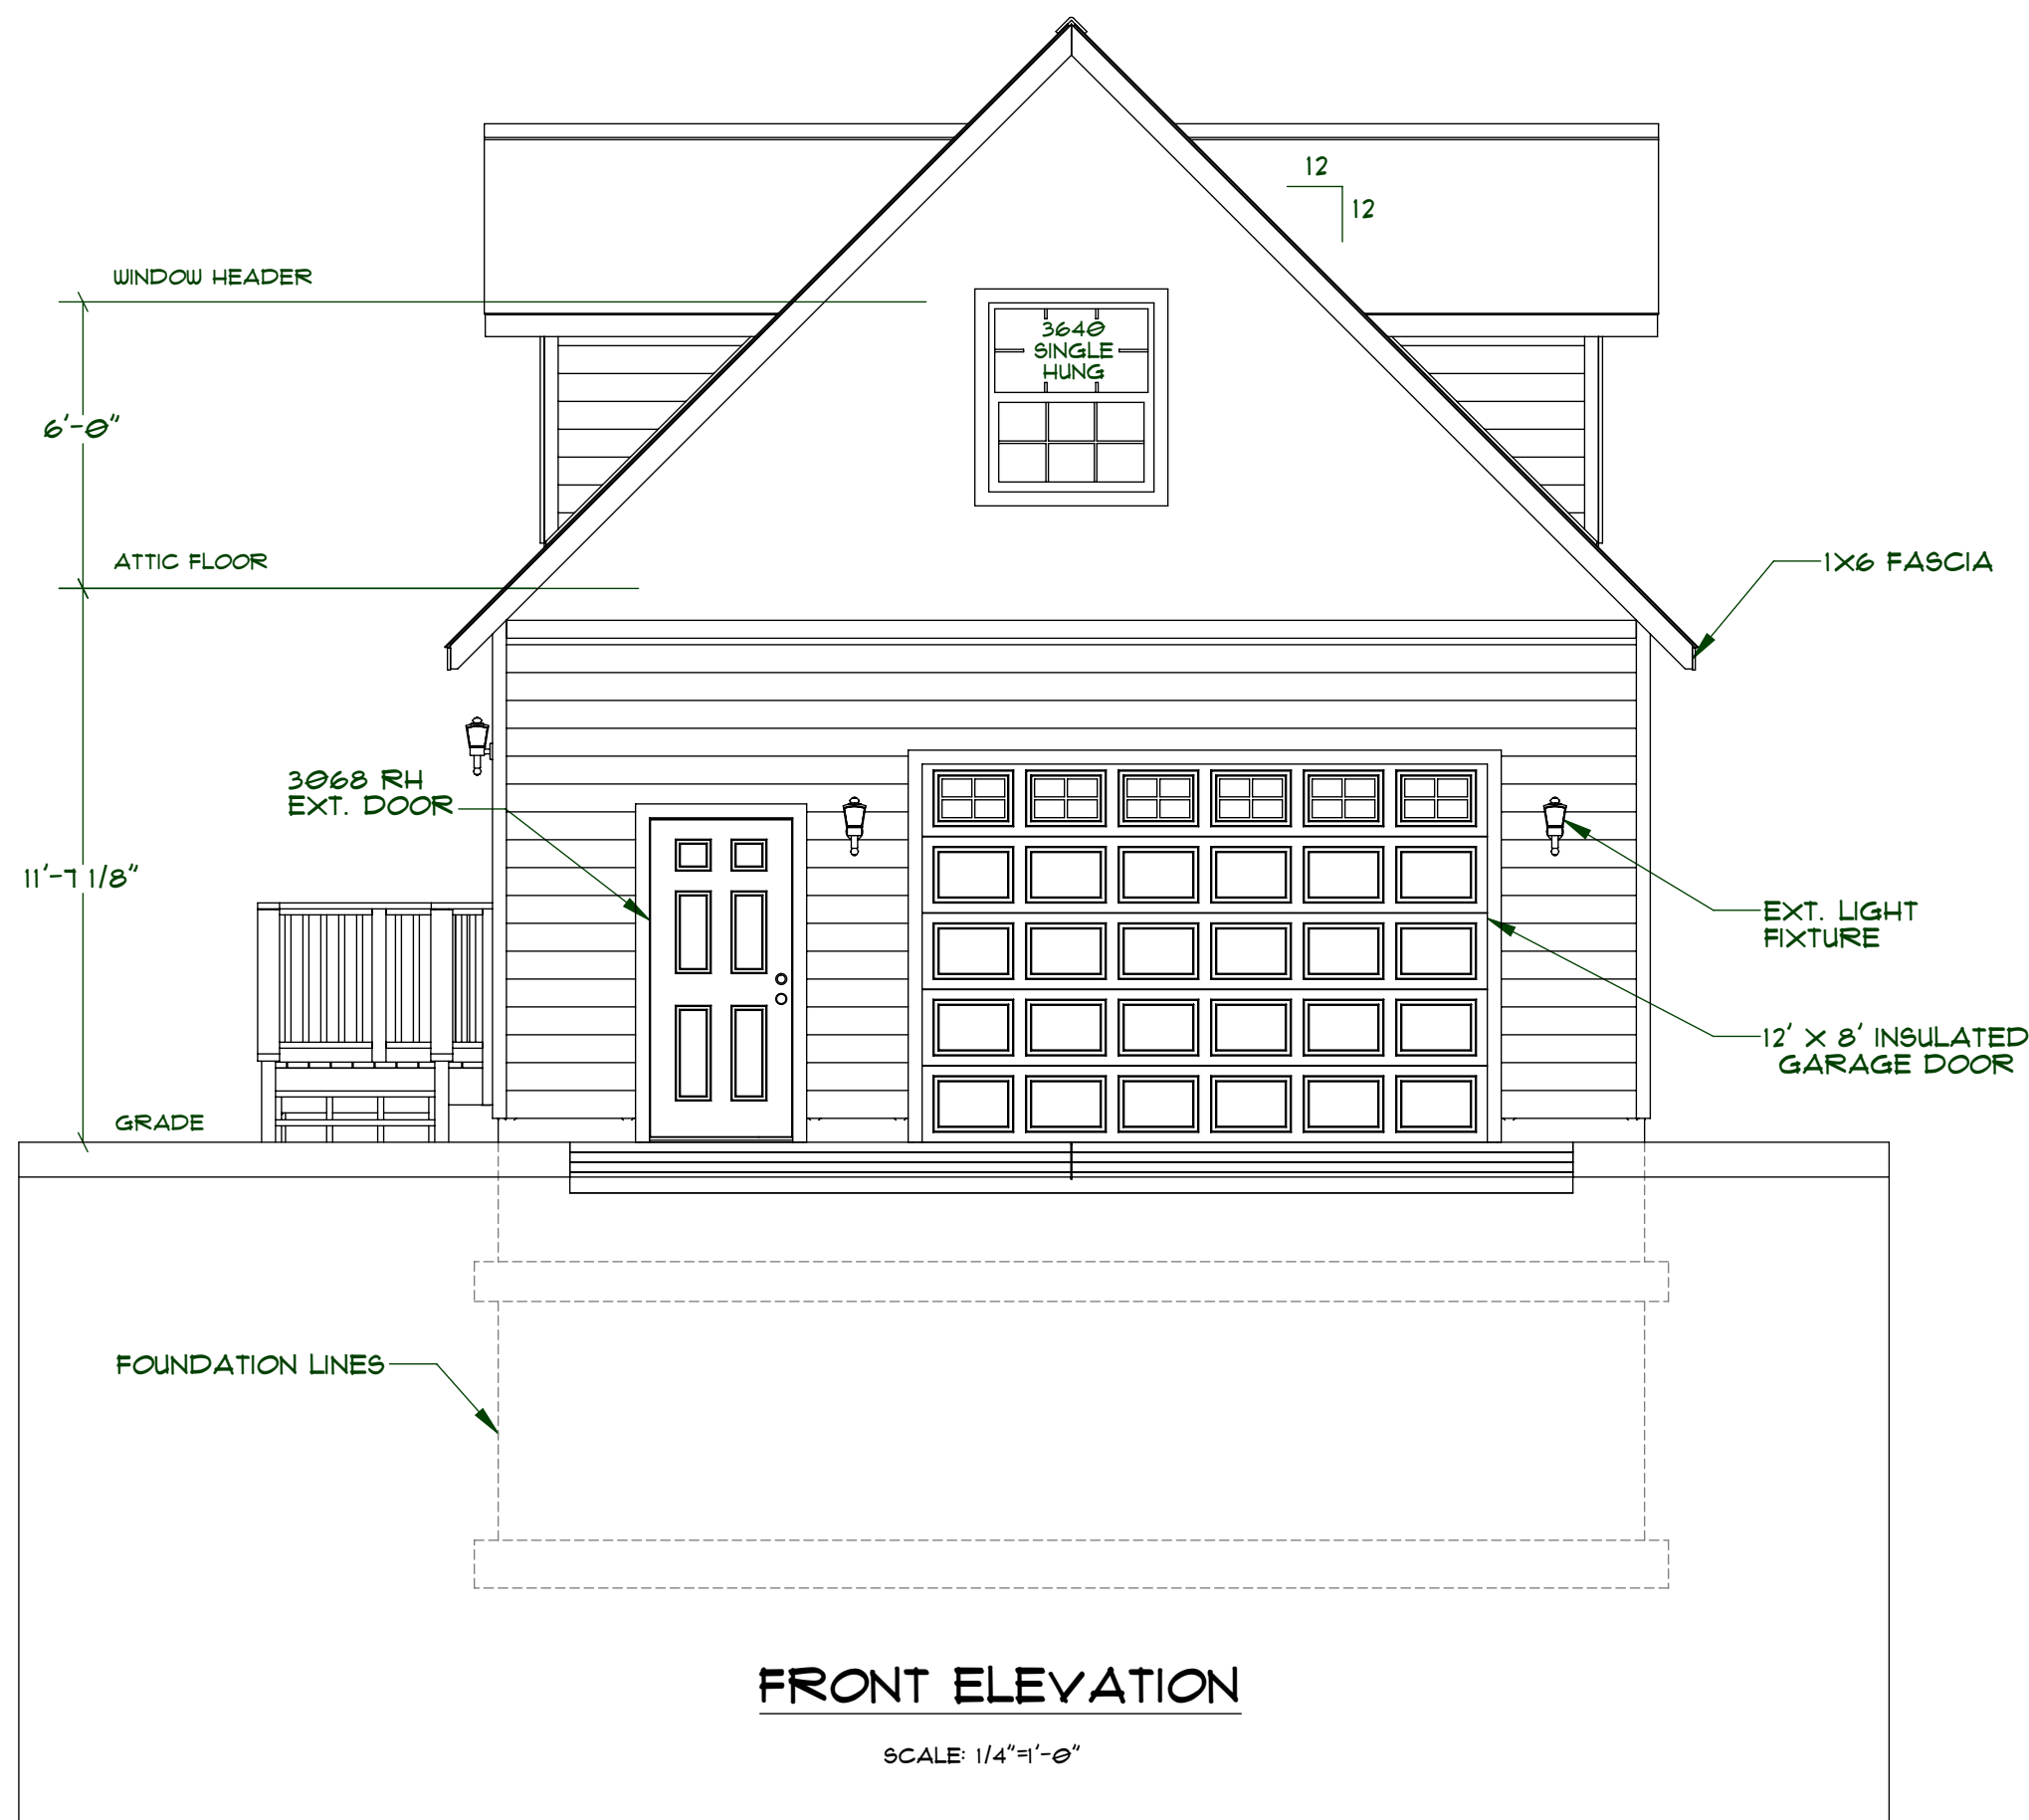 12
12
WINDOW HEADER
3640
SINGLE
HUNG
6'-0"
ATTIC FLOOR
1X6 FASCIA
3068 RH
EXT. DOOR
11'-7 1/8"
EXT. LIGHT
FIXTURE
12' X 8' INSULATED
GARAGE DOOR
GRADE
FOUNDATION LINES
FRONT ELEVATION
SCALE: 1/4"=1'-0"